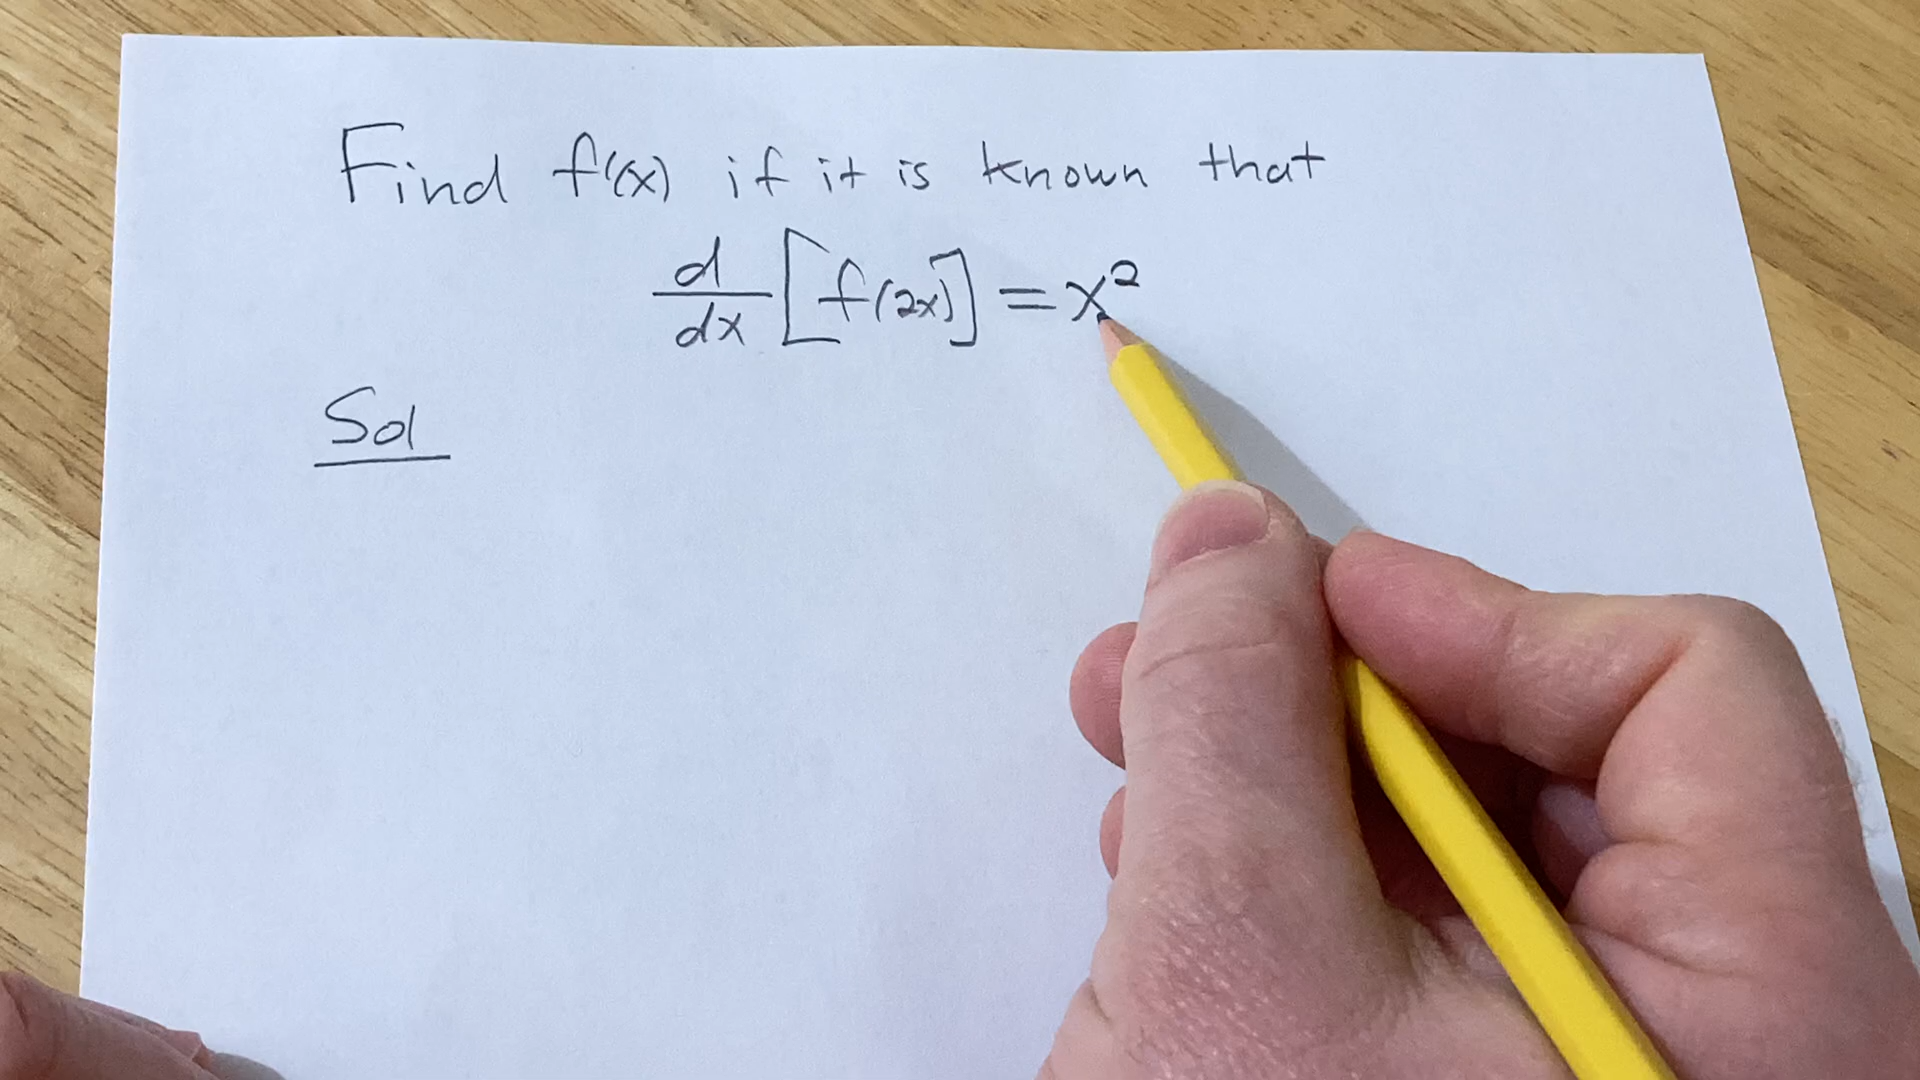 Find f'(x) if it is known that
d/dx [f(2x)] = x²
Sol